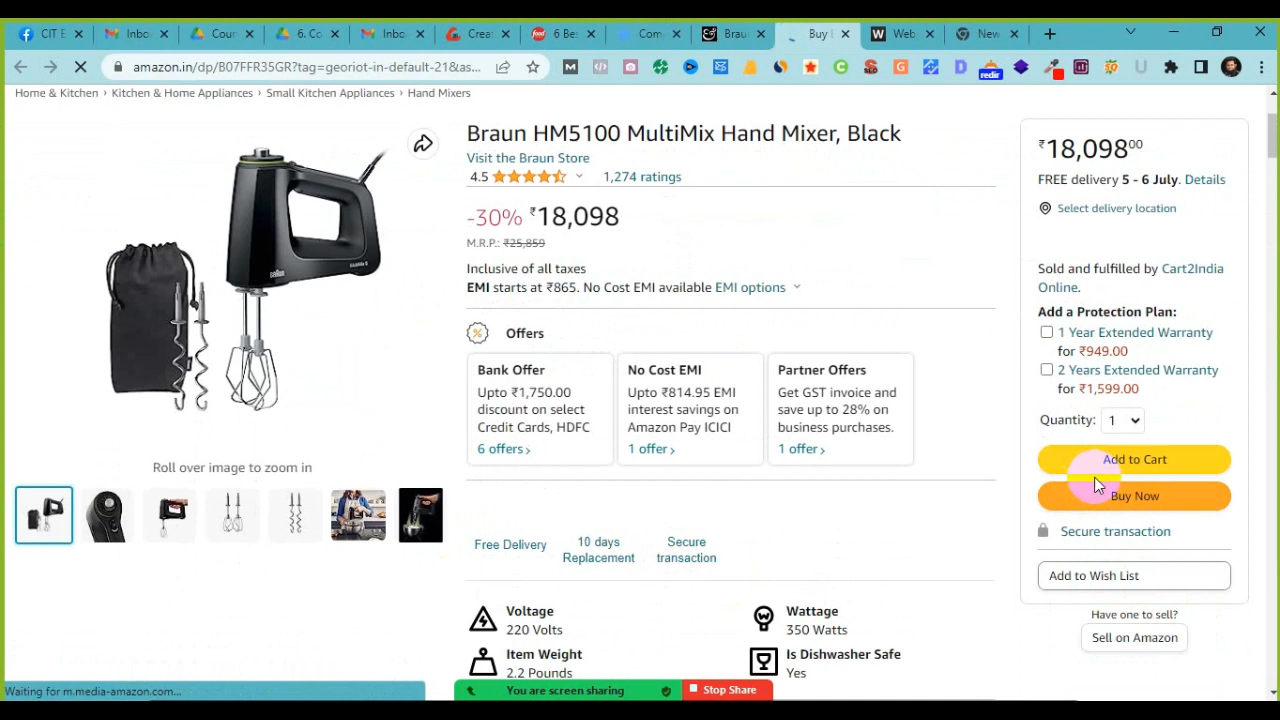 CIT E
Inbo
Cour
6. Co
Inbo
Creat
food
6 Bes
Com
Brau
Buy
Web
New
amazon.in/dp/B07FFR35GR?tag=georiot-in-default-21&as...
redir
Home & Kitchen › Kitchen & Home Appliances › Small Kitchen Appliances › Hand Mixers
Braun HM5100 MultiMix Hand Mixer, Black
Visit the Braun Store
4.5
1,274 ratings
-30% ₹18,098
M.R.P.: ₹25,859
Inclusive of all taxes
EMI starts at ₹865. No Cost EMI available EMI options
Offers
Bank Offer
Upto ₹1,750.00
discount on select
Credit Cards, HDFC
6 offers ›
No Cost EMI
Upto ₹814.95 EMI
interest savings on
Amazon Pay ICICI
1 offer ›
Partner Offers
Get GST invoice and
save up to 28% on
business purchases.
1 offer ›
Roll over image to zoom in
Free Delivery
10 days
Replacement
Secure
transaction
Voltage
220 Volts
Wattage
350 Watts
Item Weight
2.2 Pounds
Is Dishwasher Safe
Yes
₹18,09800
FREE delivery 5 - 6 July. Details
Select delivery location
Sold and fulfilled by Cart2India
Online.
Add a Protection Plan:
1 Year Extended Warranty
for ₹949.00
2 Years Extended Warranty
for ₹1,599.00
Quantity: 1
Add to Cart
Buy Now
Secure transaction
Add to Wish List
Have one to sell?
Sell on Amazon
Waiting for m.media-amazon.com...
You are screen sharing
Stop Share